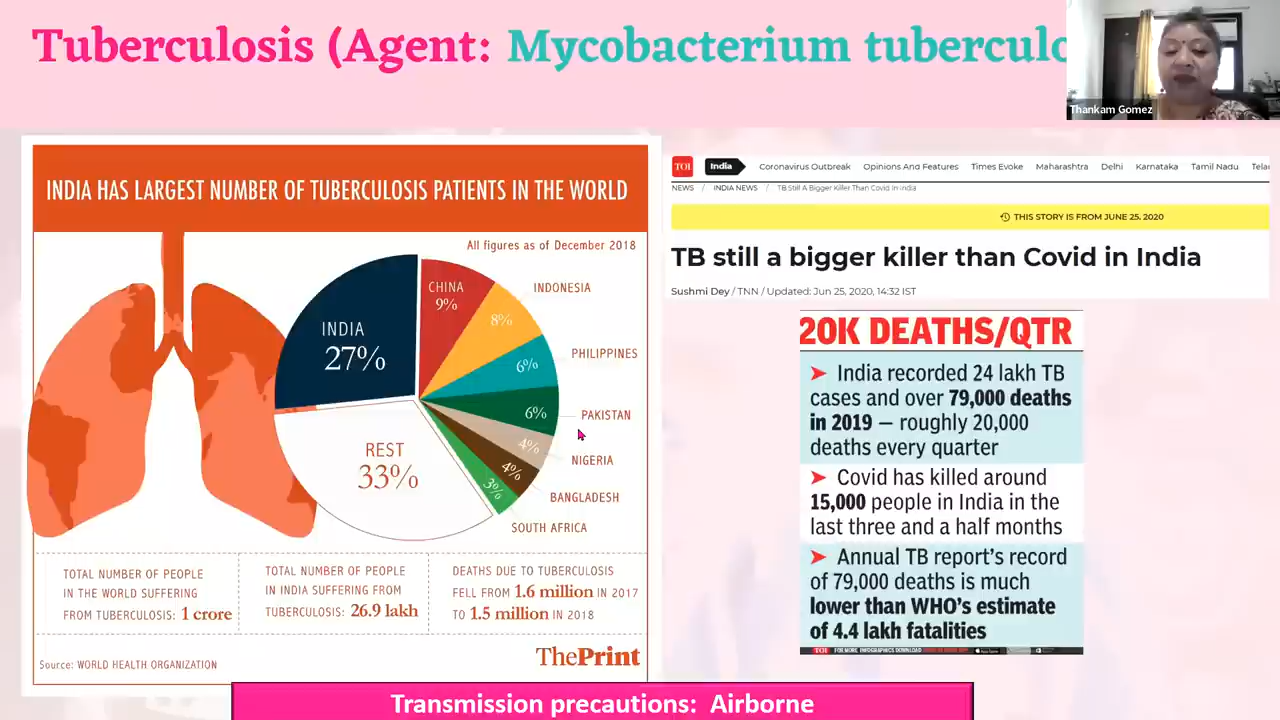 Tuberculosis (Agent: Mycobacterium tuberculo
Thankam Gomez
INDIA HAS LARGEST NUMBER OF TUBERCULOSIS PATIENTS IN THE WORLD
All figures as of December 2018
INDIA
27%
CHINA
9%
INDONESIA
8%
PHILIPPINES
6%
PAKISTAN
6%
NIGERIA
4%
BANGLADESH
4%
SOUTH AFRICA
3%
REST
33%
TOTAL NUMBER OF PEOPLE
IN THE WORLD SUFFERING
FROM TUBERCULOSIS: 1 crore
TOTAL NUMBER OF PEOPLE
IN INDIA SUFFERING FROM
TUBERCULOSIS: 26.9 lakh
DEATHS DUE TO TUBERCULOSIS
FELL FROM 1.6 million IN 2017
TO 1.5 million IN 2018
Source: WORLD HEALTH ORGANIZATION
ThePrint
TOI India Coronavirus Outbreak Opinions And Features Times Evoke Maharashtra Delhi Karnataka Tamil Nadu Telan
NEWS / INDIA NEWS / TB Still A Bigger Killer Than Covid In India
THIS STORY IS FROM JUNE 25, 2020
TB still a bigger killer than Covid in India
Sushmi Dey / TNN / Updated: Jun 25, 2020, 14:32 IST
20K DEATHS/QTR
➤ India recorded 24 lakh TB
cases and over 79,000 deaths
in 2019 – roughly 20,000
deaths every quarter
➤ Covid has killed around
15,000 people in India in the
last three and a half months
➤ Annual TB report's record
of 79,000 deaths is much
lower than WHO's estimate
of 4.4 lakh fatalities
TOI FOR MORE INFOGRAPHICS DOWNLOAD
Transmission precautions: Airborne